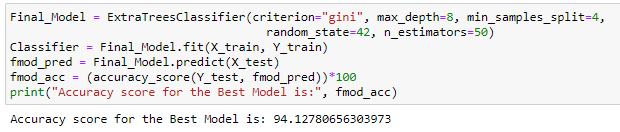 Final_Model = ExtraTreesClassifier(criterion="gini", max_depth=8, min_samples_split=4,
random_state=42, n_estimators=50)
Classifier = Final_Model.fit(X_train, Y_train)
fmod_pred = Final_Model.predict(X_test)
fmod_acc = (accuracy_score(Y_test, fmod_pred))*100
print("Accuracy score for the Best Model is:", fmod_acc)
Accuracy score for the Best Model is: 94.12780656303973